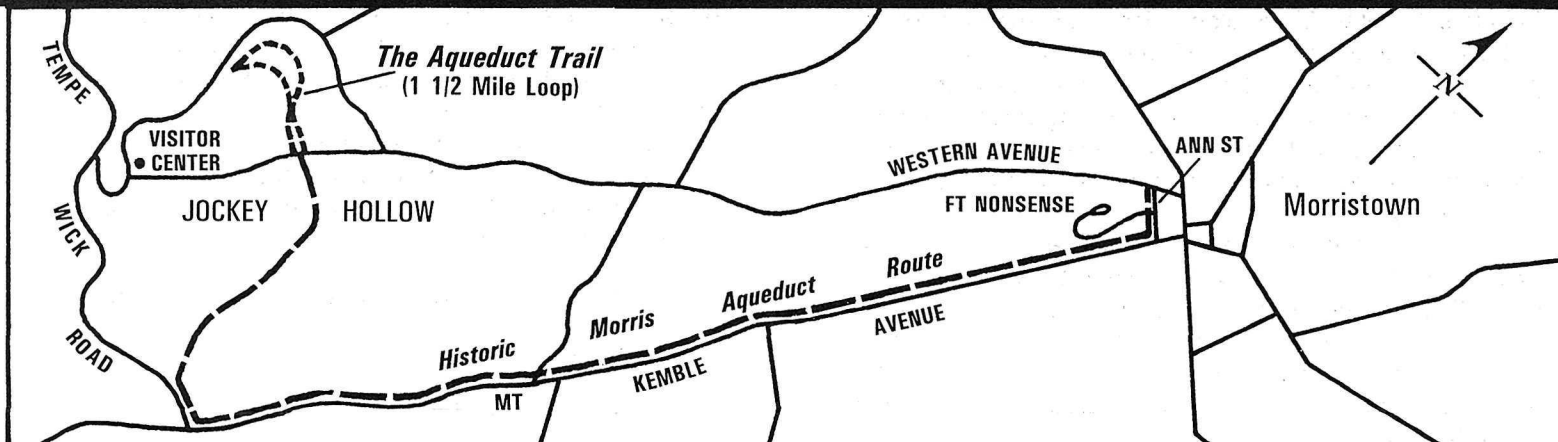 TEMPE
WICK
ROAD
The Aqueduct Trail
(1 1/2 Mile Loop)
VISITOR
CENTER
JOCKEY HOLLOW
WESTERN AVENUE
ANN ST
FT NONSENSE
Morristown
N
Historic Morris Aqueduct Route
MT KEMBLE AVENUE